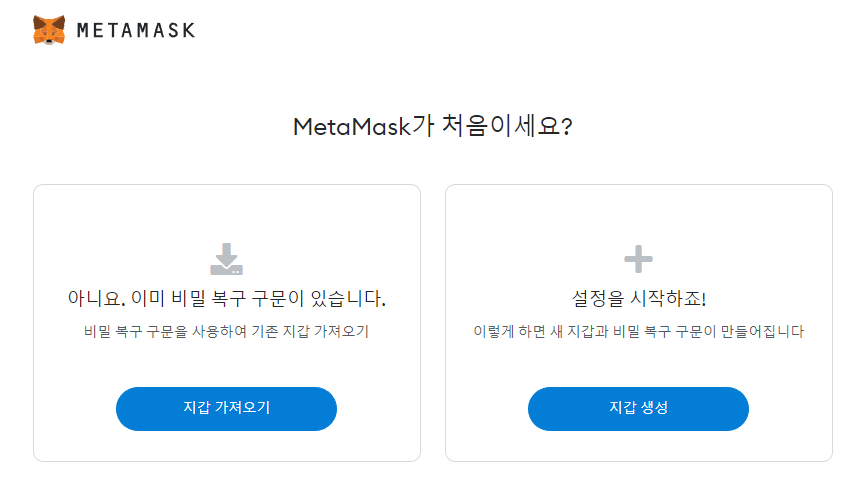 METAMASK
MetaMask가 처음이세요?
아니요. 이미 비밀 복구 구문이 있습니다.
비밀 복구 구문을 사용하여 기존 지갑 가져오기
지갑 가져오기
설정을 시작하죠!
이렇게 하면 새 지갑과 비밀 복구 구문이 만들어집니다
지갑 생성